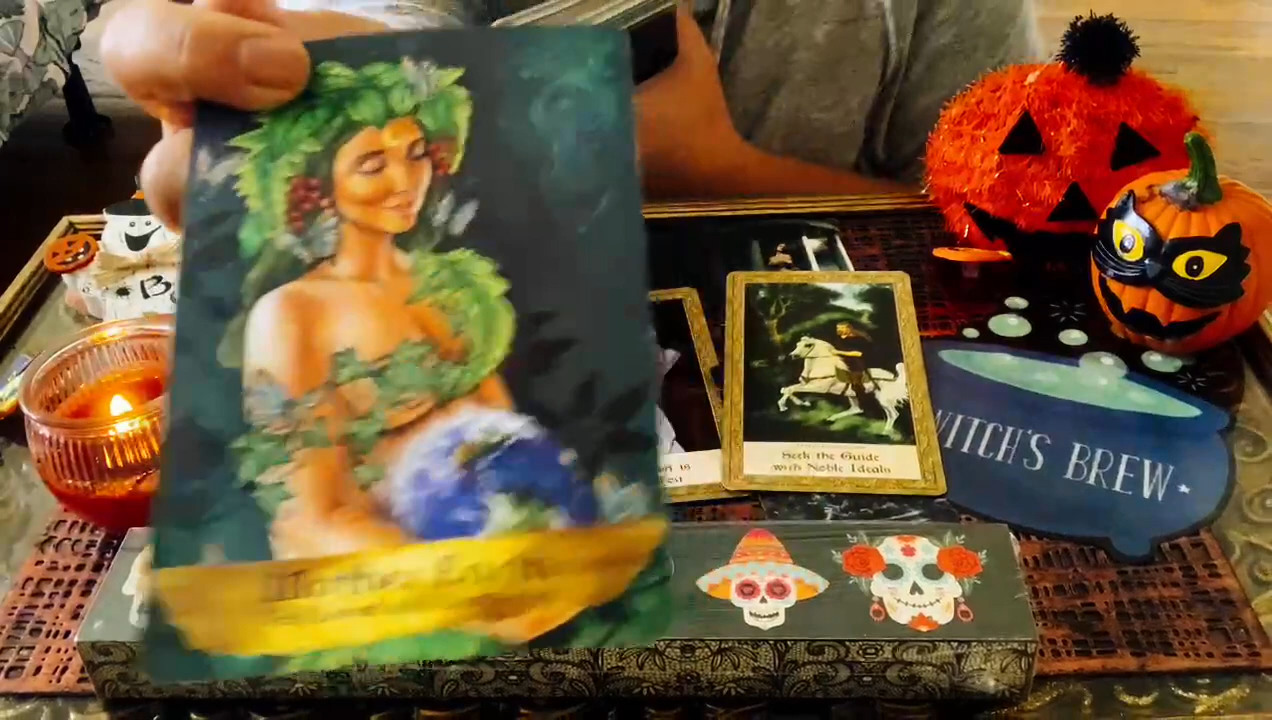 Mother Earth
Seek the Guide
with Noble Ideals
WITCH'S BREW